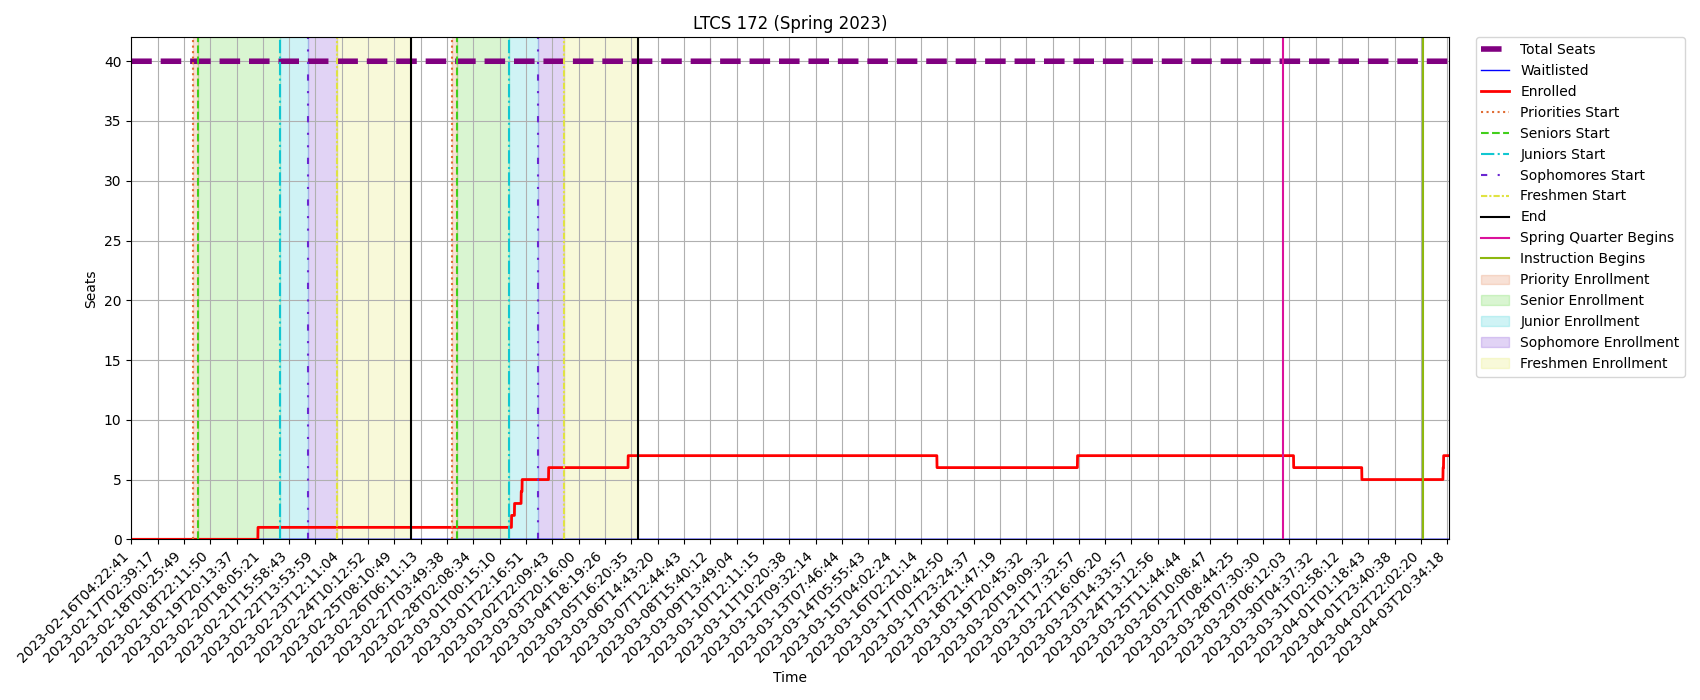 LTCS 172 (Spring 2023)
Seats
40
35
30
25
20
15
10
5
0
2023-02-16T04:22:41
2023-02-17T02:39:17
2023-02-18T00:25:49
2023-02-18T22:11:50
2023-02-19T20:13:37
2023-02-20T18:05:21
2023-02-21T15:58:43
2023-02-22T13:53:59
2023-02-23T12:11:04
2023-02-24T10:12:52
2023-02-25T08:10:49
2023-02-26T06:11:13
2023-02-27T03:49:38
2023-02-28T02:08:34
2023-03-01T00:15:10
2023-03-01T22:16:51
2023-03-02T22:09:43
2023-03-03T20:16:00
2023-03-04T18:19:26
2023-03-05T16:20:35
2023-03-06T14:43:20
2023-03-07T12:44:43
2023-03-08T15:40:12
2023-03-09T13:49:04
2023-03-10T12:11:15
2023-03-11T10:20:38
2023-03-12T09:32:14
2023-03-13T07:46:44
2023-03-14T05:55:43
2023-03-15T04:02:24
2023-03-16T02:21:14
2023-03-17T00:42:50
2023-03-17T23:24:37
2023-03-18T21:47:19
2023-03-19T20:45:32
2023-03-20T19:09:32
2023-03-21T17:32:57
2023-03-22T16:06:20
2023-03-23T14:33:57
2023-03-24T13:12:56
2023-03-25T11:44:44
2023-03-26T10:08:47
2023-03-27T08:44:25
2023-03-28T07:30:30
2023-03-29T06:12:03
2023-03-30T04:37:32
2023-03-31T02:58:12
2023-04-01T01:18:43
2023-04-01T23:40:38
2023-04-02T22:02:20
2023-04-03T20:34:18
Time
Total Seats
Waitlisted
Enrolled
Priorities Start
Seniors Start
Juniors Start
Sophomores Start
Freshmen Start
End
Spring Quarter Begins
Instruction Begins
Priority Enrollment
Senior Enrollment
Junior Enrollment
Sophomore Enrollment
Freshmen Enrollment